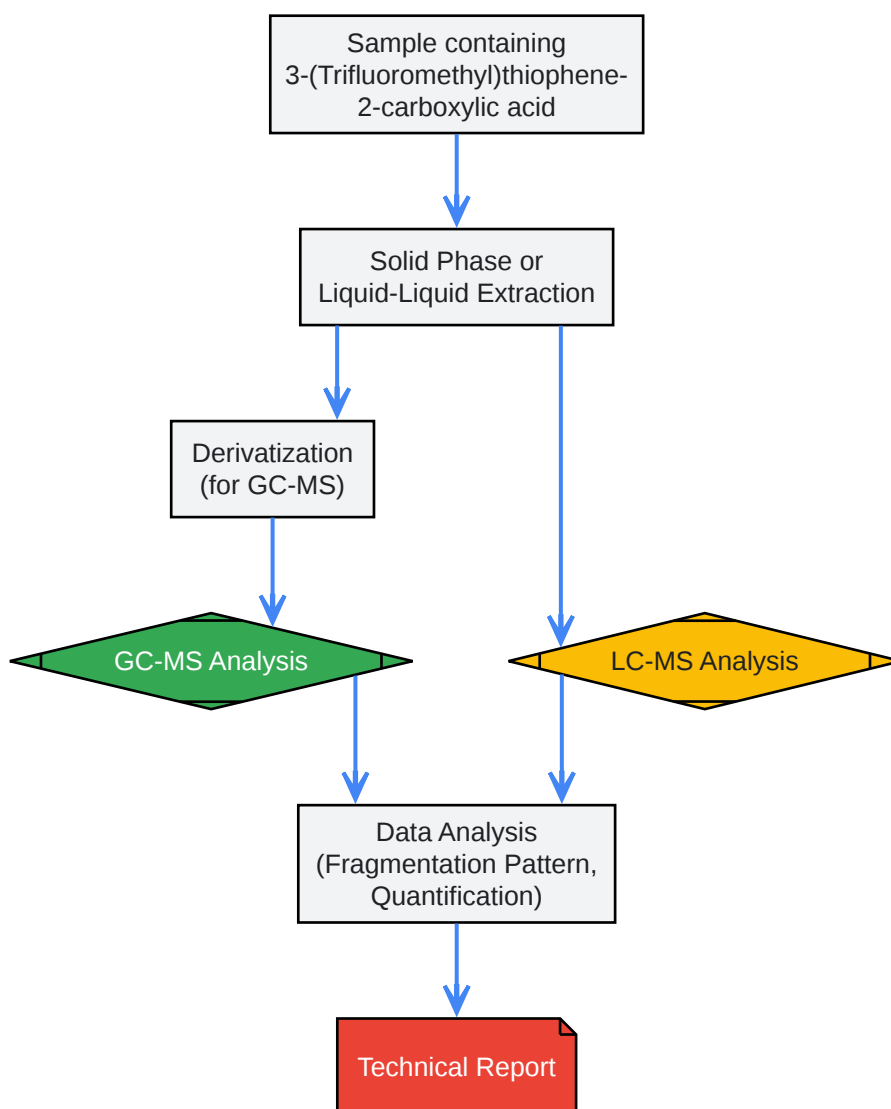 Sample containing
3-(Trifluoromethyl)thiophene-
2-carboxylic acid
Solid Phase or
Liquid-Liquid Extraction
Derivatization
(for GC-MS)
GC-MS Analysis
LC-MS Analysis
Data Analysis
(Fragmentation Pattern,
Quantification)
Technical Report